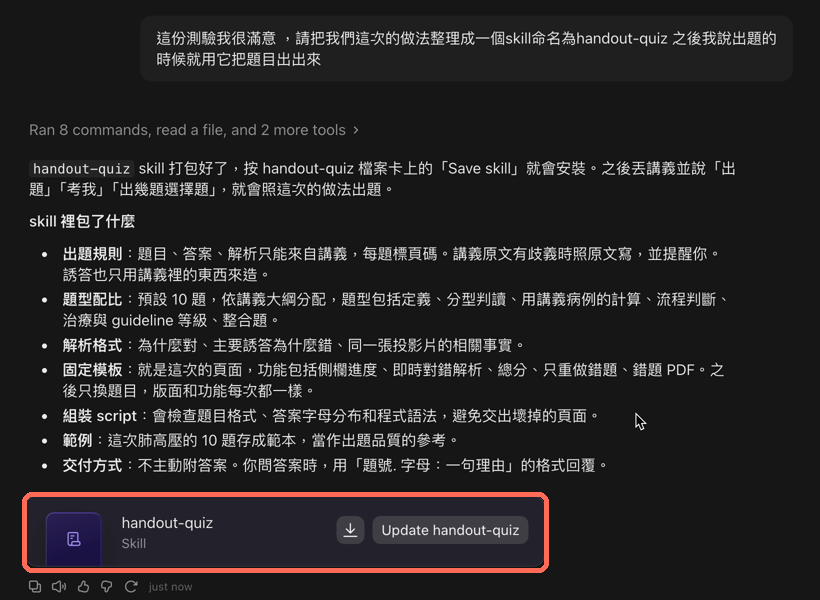 這份測驗我很滿意 ，請把我們這次的做法整理成一個skill命名為handout-quiz 之後我說出題的
時候就用它把題目出出來
Ran 8 commands, read a file, and 2 more tools >
handout-quiz skill 打包好了，按 handout-quiz 檔案卡上的「Save skill」就會安裝。之後丟講義並說「出
題」「考我」「出幾題選擇題」，就會照這次的做法出題。
skill 裡包了什麼
• 出題規則：題目、答案、解析只能來自講義，每題標頁碼。講義原文有歧義時照原文寫，並提醒你。
誘答也只用講義裡的東西來造。
• 題型配比：預設 10 題，依講義大綱分配，題型包括定義、分型判讀、用講義病例的計算、流程判斷、
治療與 guideline 等級、整合題。
• 解析格式：為什麼對、主要誘答為什麼錯、同一張投影片的相關事實。
• 固定模板：就是這次的頁面，功能包括側欄進度、即時對錯解析、總分、只重做錯題、錯題 PDF。之
後只換題目，版面和功能每次都一樣。
• 組裝 script：會檢查題目格式、答案字母分布和程式語法，避免交出壞掉的頁面。
• 範例：這次肺高壓的 10 題存成範本，當作出題品質的參考。
• 交付方式：不主動附答案。你問答案時，用「題號. 字母：一句理由」的格式回覆。
handout-quiz
Skill
Update handout-quiz
just now